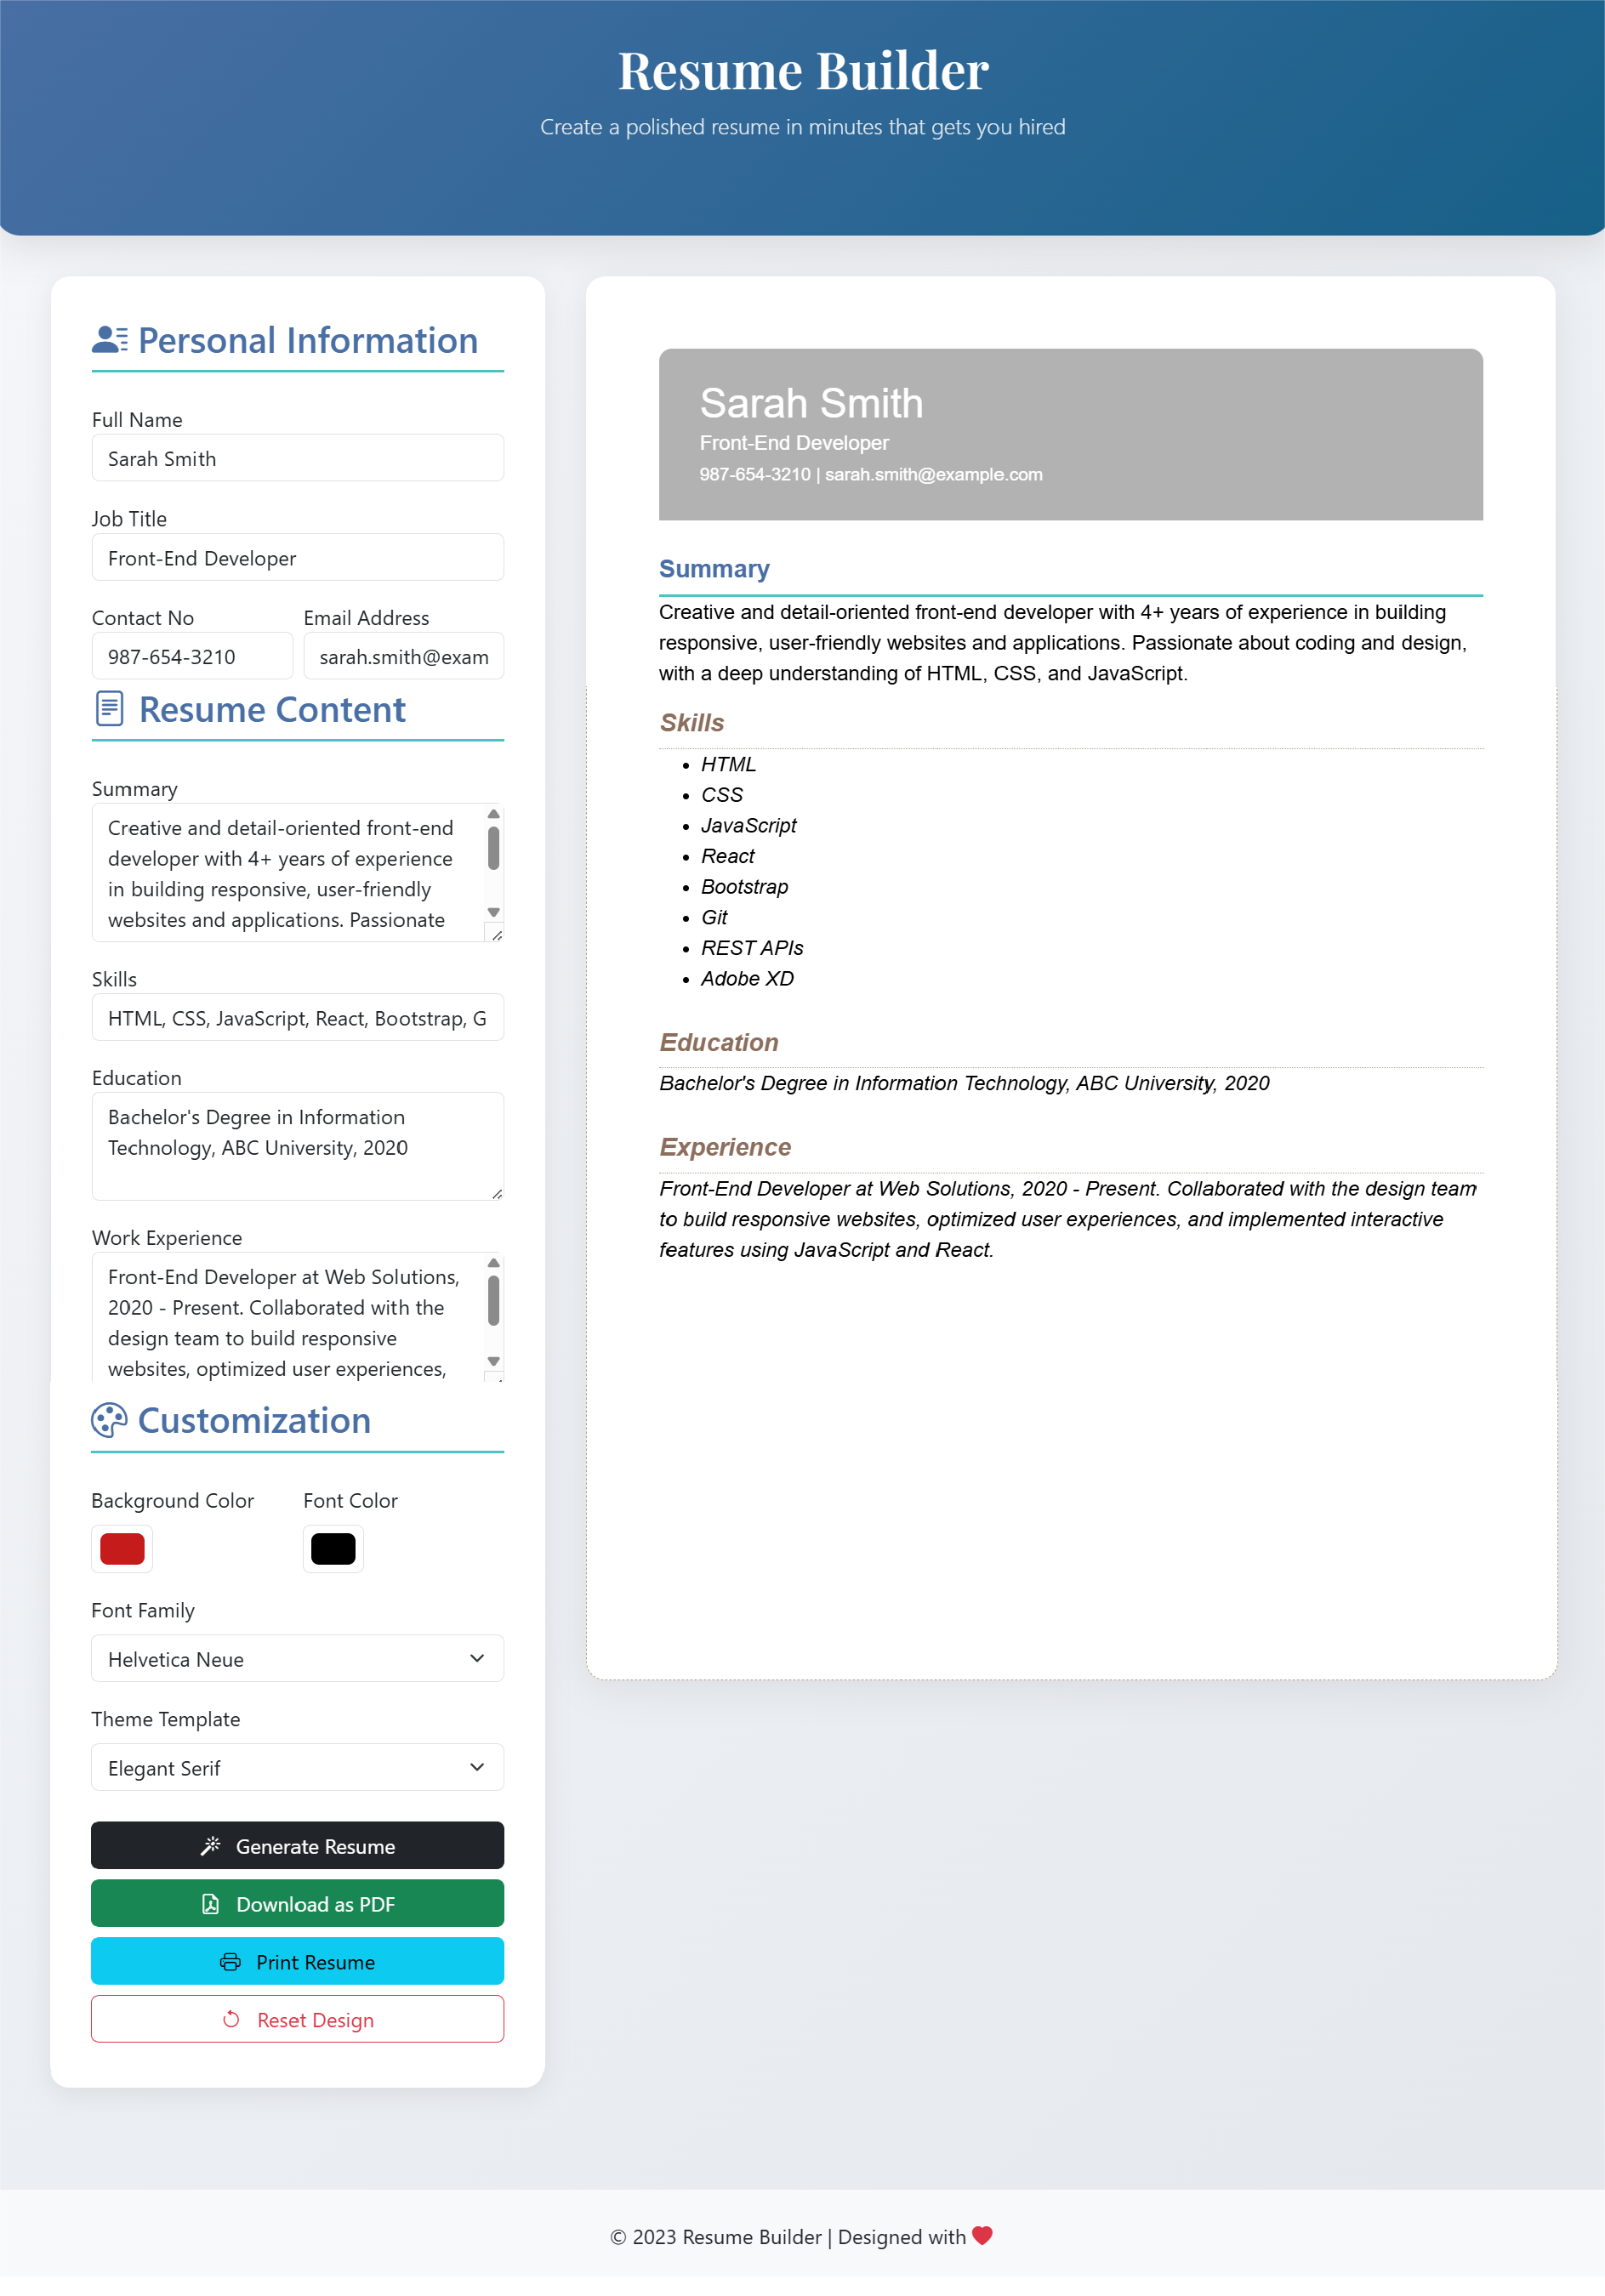 Resume Builder
Create a polished resume in minutes that gets you hired
Personal Information
Full Name
Sarah Smith
Job Title
Front-End Developer
Contact No
Email Address
987-654-3210
sarah.smith@exam
Resume Content
Summary
Creative and detail-oriented front-end
developer with 4+ years of experience
in building responsive, user-friendly
websites and applications. Passionate
Skills
HTML, CSS, JavaScript, React, Bootstrap, G
Education
Bachelor's Degree in Information
Technology, ABC University, 2020
Work Experience
Front-End Developer at Web Solutions,
2020 - Present. Collaborated with the
design team to build responsive
websites, optimized user experiences,
Customization
Background Color
Font Color
Font Family
Helvetica Neue
Theme Template
Elegant Serif
Generate Resume
Download as PDF
Print Resume
Reset Design
Sarah Smith
Front-End Developer
987-654-3210 | sarah.smith@example.com
Summary
Creative and detail-oriented front-end developer with 4+ years of experience in building
responsive, user-friendly websites and applications. Passionate about coding and design,
with a deep understanding of HTML, CSS, and JavaScript.
Skills
• HTML
• CSS
• JavaScript
• React
• Bootstrap
• Git
• REST APIs
• Adobe XD
Education
Bachelor's Degree in Information Technology, ABC University, 2020
Experience
Front-End Developer at Web Solutions, 2020 - Present. Collaborated with the design team
to build responsive websites, optimized user experiences, and implemented interactive
features using JavaScript and React.
© 2023 Resume Builder | Designed with ❤